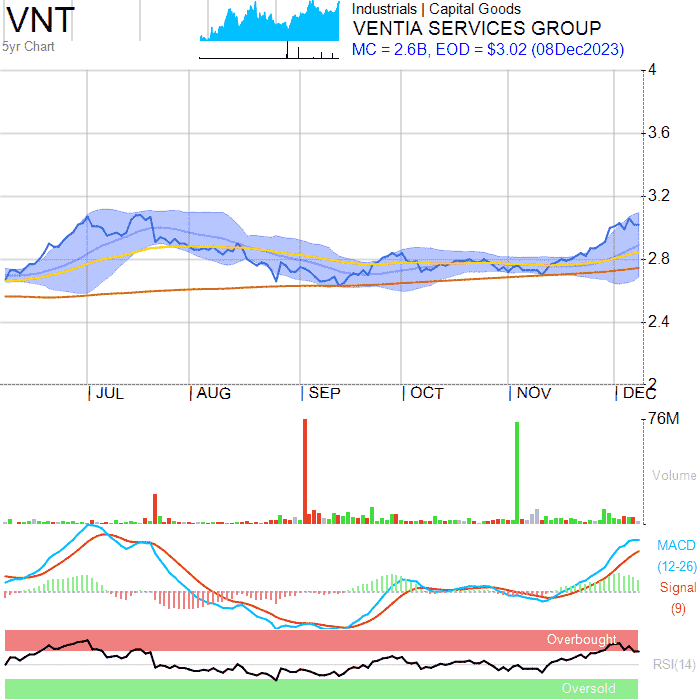 VNT
5yr Chart
Industrials | Capital Goods
VENTIA SERVICES GROUP
MC = 2.6B, EOD = $3.02 (08Dec2023)
4
3.6
3.2
2.8
2.4
2
JUL AUG SEP OCT NOV DEC
76M
Volume
MACD
(12-26)
Signal
(9)
Overbought
RSI(14)
Oversold